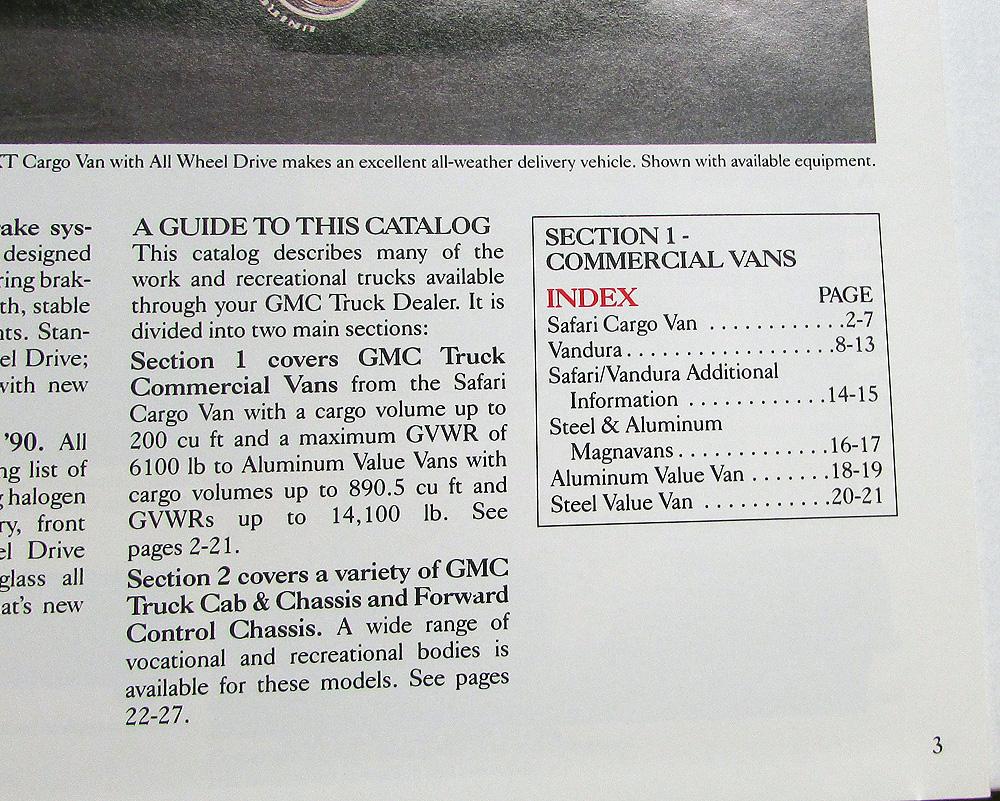 XT Cargo Van with All Wheel Drive makes an excellent all-weather delivery vehicle. Shown with available equipment.
sys-
designed
brak-
stable
Stan-
Drive;
with new
'90. All
list of
halogen
front
Drive
glass all
new
A GUIDE TO THIS CATALOG
This catalog describes many of the
work and recreational trucks available
through your GMC Truck Dealer. It is
divided into two main sections:
Section 1 covers GMC Truck
Commercial Vans from the Safari
Cargo Van with a cargo volume up to
200 cu ft and a maximum GVWR of
6100 lb to Aluminum Value Vans with
cargo volumes up to 890.5 cu ft and
GVWRs up to 14,100 lb. See
pages 2-21.
Section 2 covers a variety of GMC
Truck Cab & Chassis and Forward
Control Chassis. A wide range of
vocational and recreational bodies is
available for these models. See pages
22-27.
SECTION 1 -
COMMERCIAL VANS
INDEX PAGE
Safari Cargo Van ............2-7
Vandura..................8-13
Safari/Vandura Additional
Information ............14-15
Steel & Aluminum
Magnavans.............16-17
Aluminum Value Van .......18-19
Steel Value Van ...........20-21
3